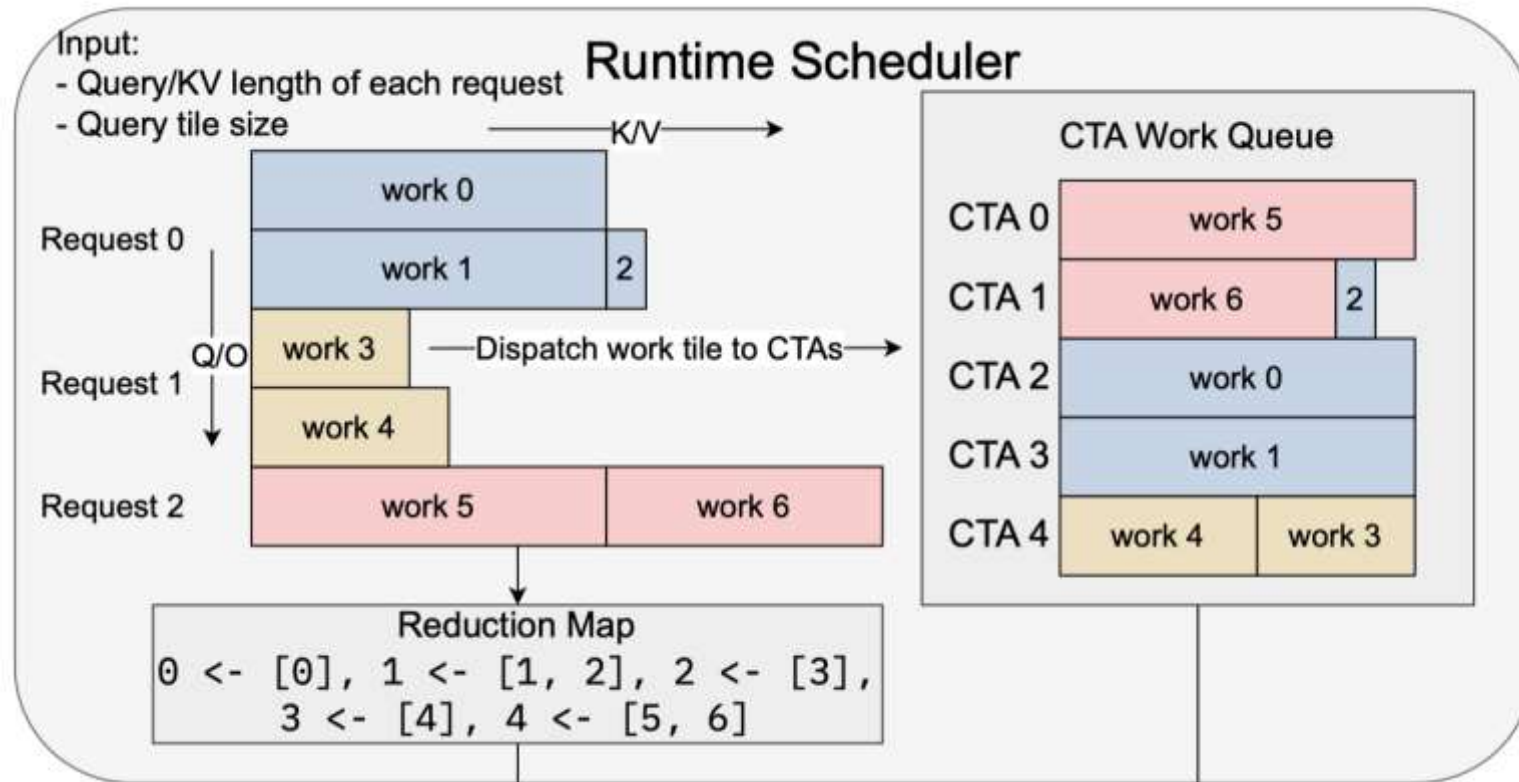 Input:
- Query/KV length of each request
- Query tile size
Runtime Scheduler
K/V
Request 0
work 0
work 1
2
Q/O
Request 1
work 3
work 4
Dispatch work tile to CTAs
Request 2
work 5
work 6
Reduction Map
0 <- [0], 1 <- [1, 2], 2 <- [3],
3 <- [4], 4 <- [5, 6]
CTA Work Queue
CTA 0
work 5
CTA 1
work 6
2
CTA 2
work 0
CTA 3
work 1
CTA 4
work 4
work 3